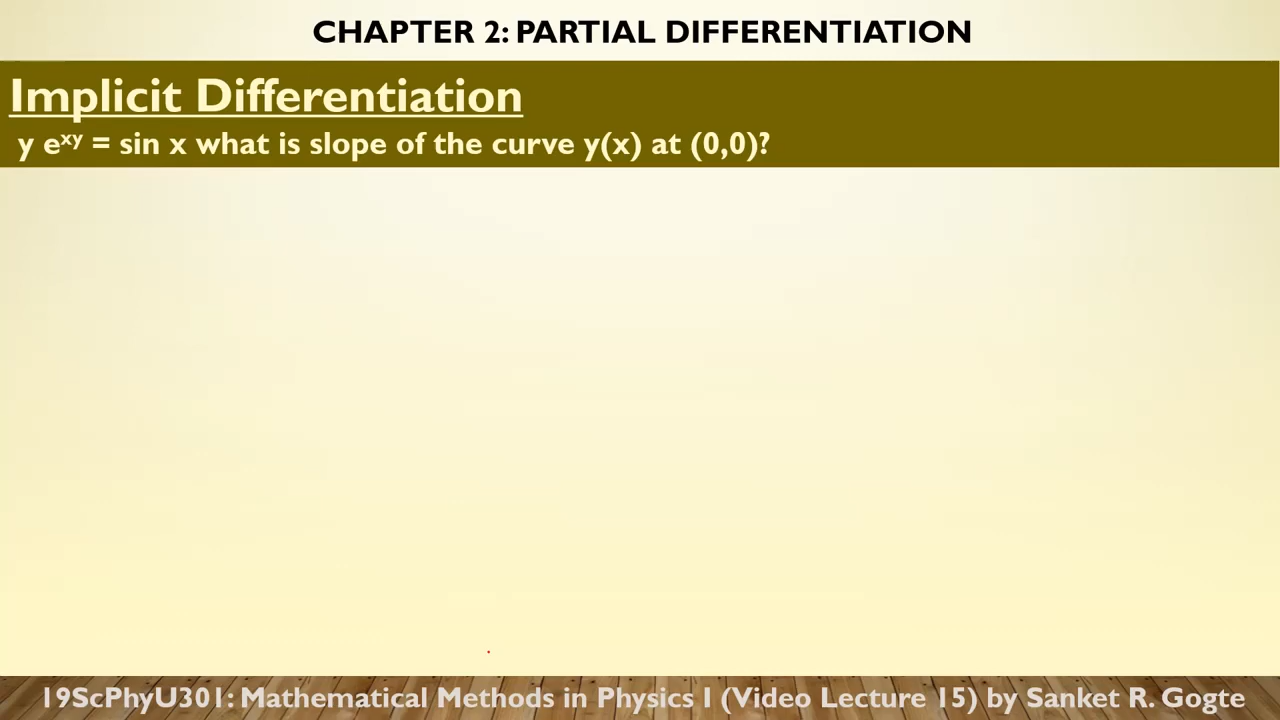 CHAPTER 2: PARTIAL DIFFERENTIATION
Implicit Differentiation
y eˣʸ = sin x what is slope of the curve y(x) at (0,0)?
19ScPhyU301: Mathematical Methods in Physics I (Video Lecture 15) by Sanket R. Gogte